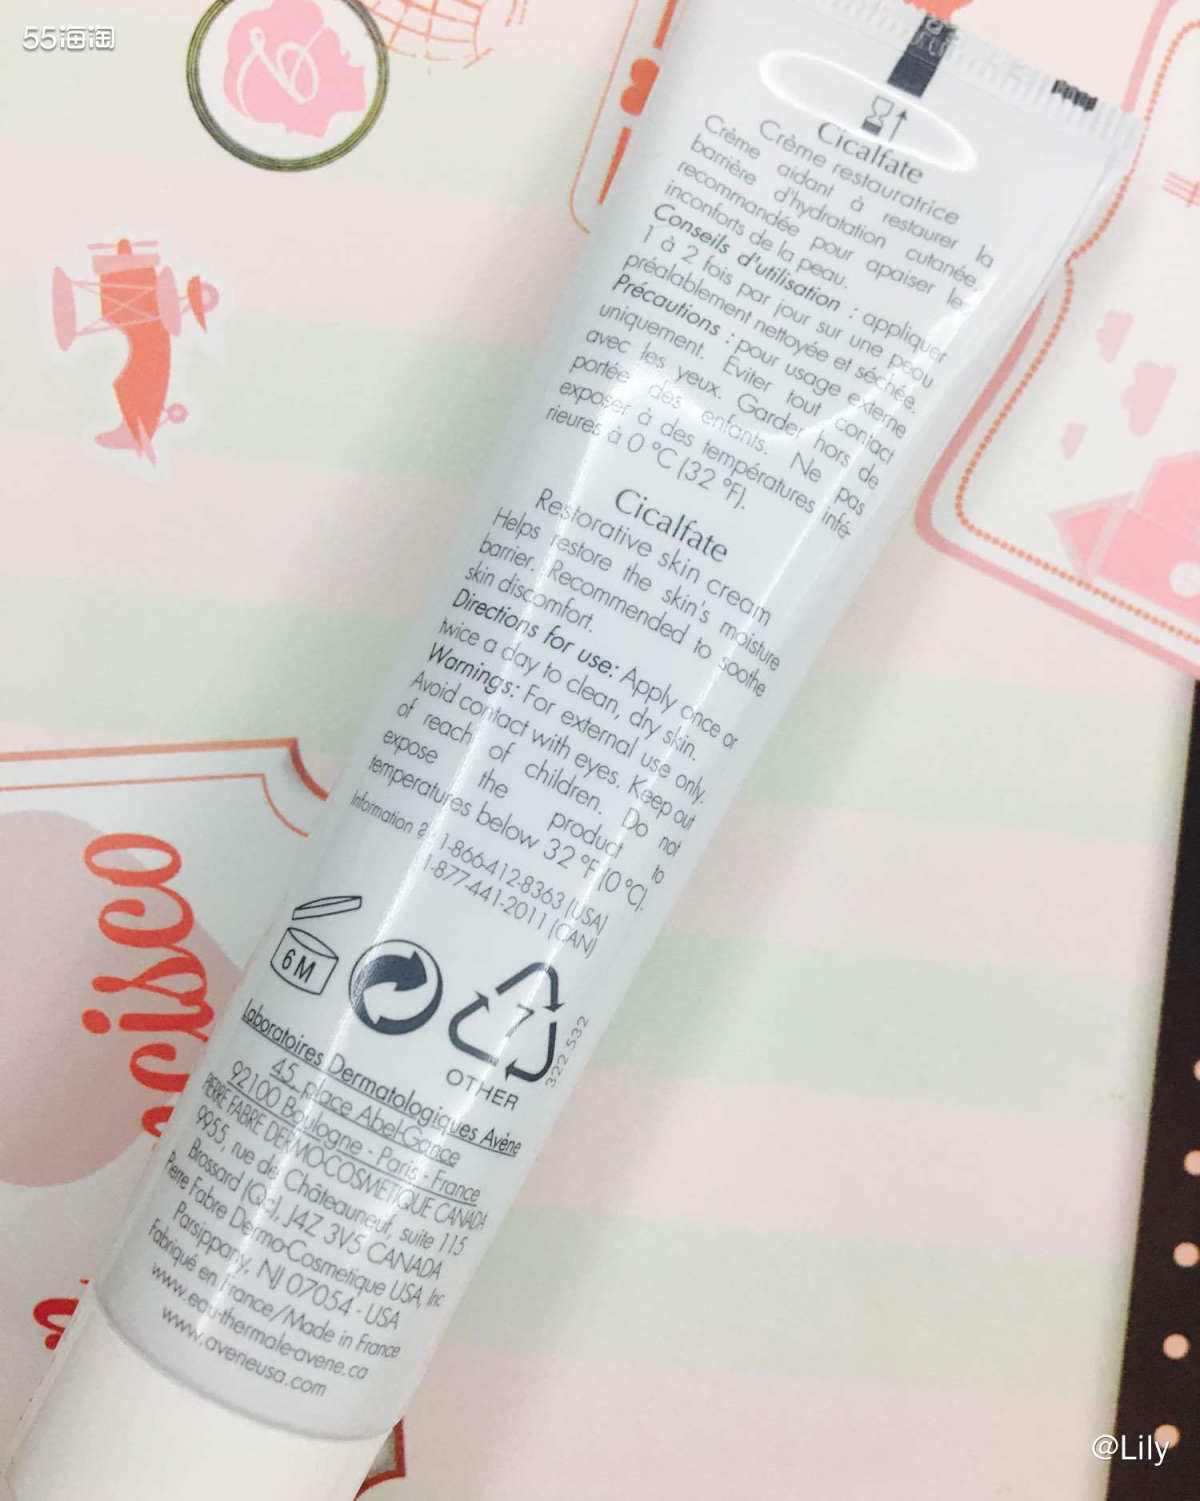 55海淘
Cicalfate
Crème restauratrice
Crème aidant à restaurer la
barrière d'hydratation cutanée,
recommandée pour apaiser les
inconforts de la peau.
Conseils d'utilisation : appliquer
1 à 2 fois par jour sur une peau
préalablement nettoyée et séchée.
Précautions : pour usage externe
uniquement. Eviter tout contact
avec les yeux. Garder hors de
portée des enfants. Ne pas
exposer à des températures infé-
rieures à 0 °C (32 °F).
Cicalfate
Restorative skin cream
Helps restore the skin's moisture
barrier. Recommended to soothe
skin discomfort.
Directions for use: Apply once or
twice a day to clean, dry skin.
Warnings: For external use only.
Avoid contact with eyes. Keep out
of reach of children. Do not
expose the product to
temperatures below 32 °F (0 °C).
Information 1-866-412-8363 (USA)
1-877-441-2011 (CAN)
6 M
7
OTHER
322.532
Laboratoires Dermatologiques Avène
45, place Abel-Gance
92100 Boulogne - Paris - France
PIERRE FABRE DERMOCOSMETIQUE CANADA
9955, rue de Châteauneuf, suite 115
Brossard (Qc), J4Z 3V5 CANADA
Pierre Fabre Dermo-Cosmetique USA, Inc
Parsippany, NJ 07054 - USA
Fabriqué en France/Made in France
www.eau-thermale-avene.ca
www.aveneusa.com
cisco
@Lily